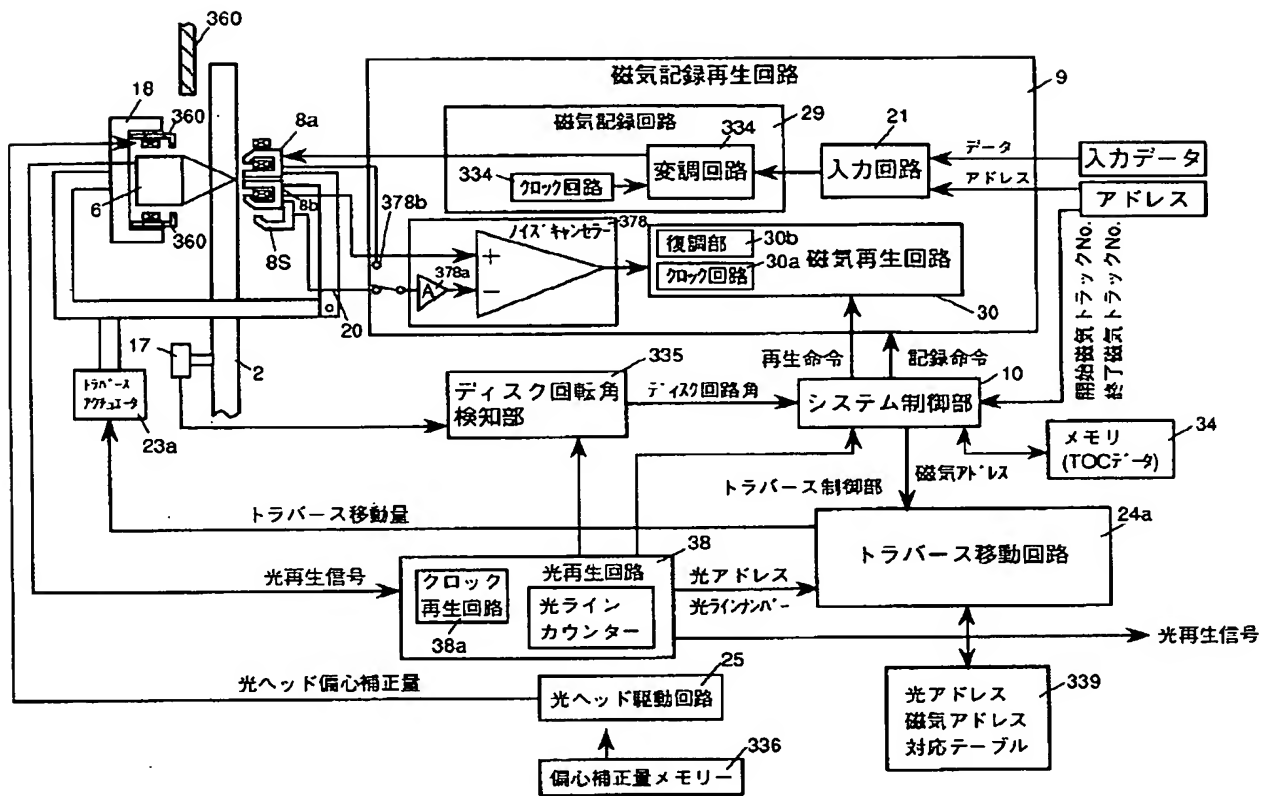 360
磁気記録再生回路
9
18
360
8a
磁気記録回路
29
334
変調回路
21
入力回路
データ
入力データ
アドレス
アドレス
334
クロック回路
6
8b
378b
360
8S
378
ノイズキャンセラー
+
−
A
378a
復調部
30b
クロック回路
30a
磁気再生回路
30
20
17
2
トラバース
アクチュエータ
23a
335
ディスク回転角
検知部
ディスク回路角
再生命令
記録命令
10
システム制御部
開始磁気トラックNo.
終了磁気トラックNo.
34
メモリ
(TOCデータ)
磁気アドレス
トラバース制御部
トラバース移動量
24a
トラバース移動回路
38
光再生信号
クロック
再生回路
38a
光再生回路
光ライン
カウンター
光アドレス
光ラインナンバー
光再生信号
光ヘッド偏心補正量
25
光ヘッド駆動回路
339
光アドレス
磁気アドレス
対応テーブル
336
偏心補正量メモリー